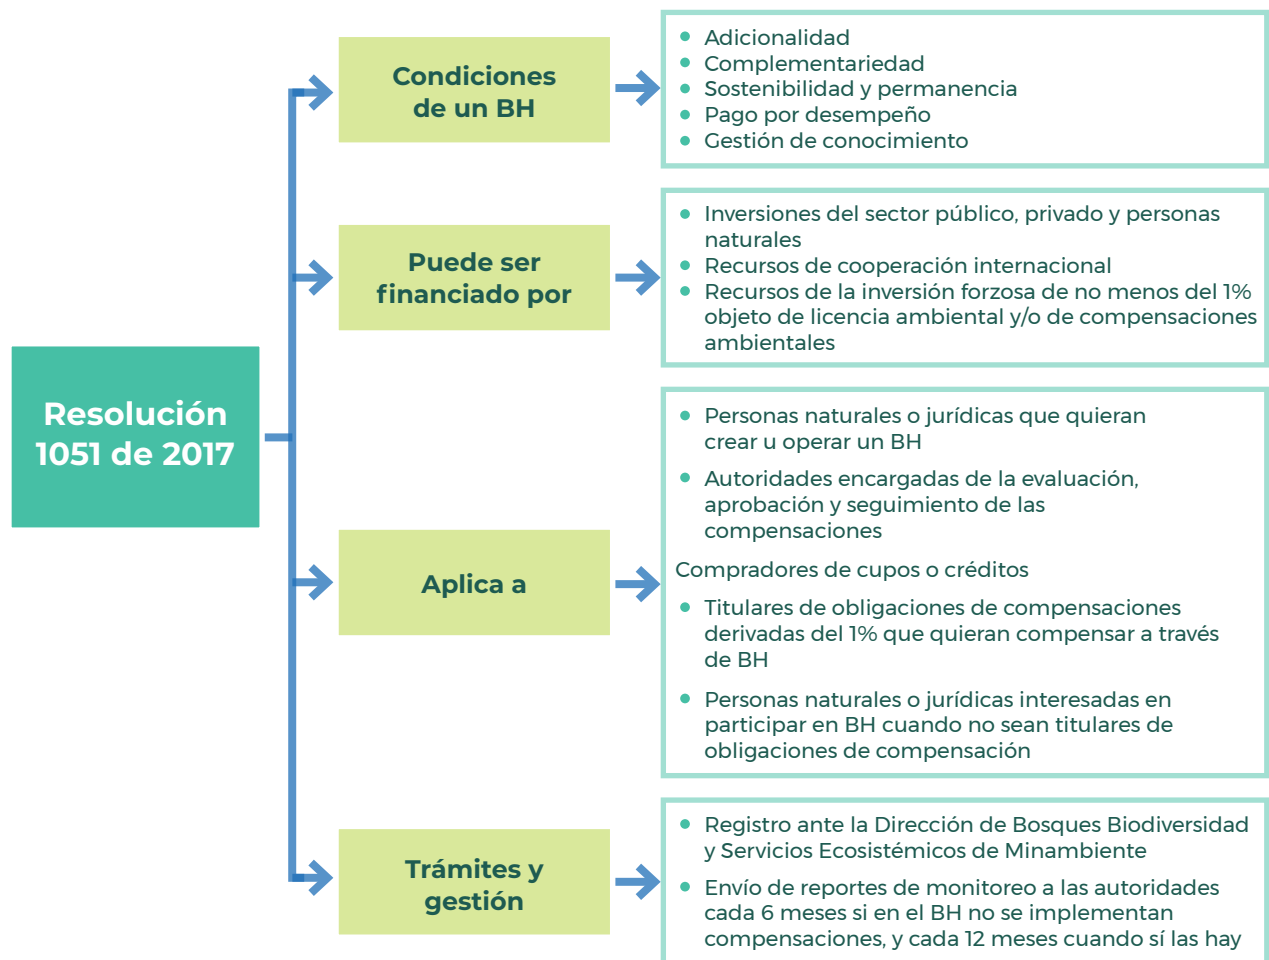 Resolución
1051 de 2017
Condiciones
de un BH
Adicionalidad
Complementariedad
Sostenibilidad y permanencia
Pago por desempeño
Gestión de conocimiento
Puede ser
financiado por
Inversiones del sector público, privado y personas
naturales
Recursos de cooperación internacional
Recursos de la inversión forzosa de no menos del 1%
objeto de licencia ambiental y/o de compensaciones
ambientales
Aplica a
Personas naturales o jurídicas que quieran
crear u operar un BH
Autoridades encargadas de la evaluación,
aprobación y seguimiento de las
compensaciones
Compradores de cupos o créditos
Titulares de obligaciones de compensaciones
derivadas del 1% que quieran compensar a través
de BH
Personas naturales o jurídicas interesadas en
participar en BH cuando no sean titulares de
obligaciones de compensación
Trámites y
gestión
Registro ante la Dirección de Bosques Biodiversidad
y Servicios Ecosistémicos de Minambiente
Envío de reportes de monitoreo a las autoridades
cada 6 meses si en el BH no se implementan
compensaciones, y cada 12 meses cuando sí las hay